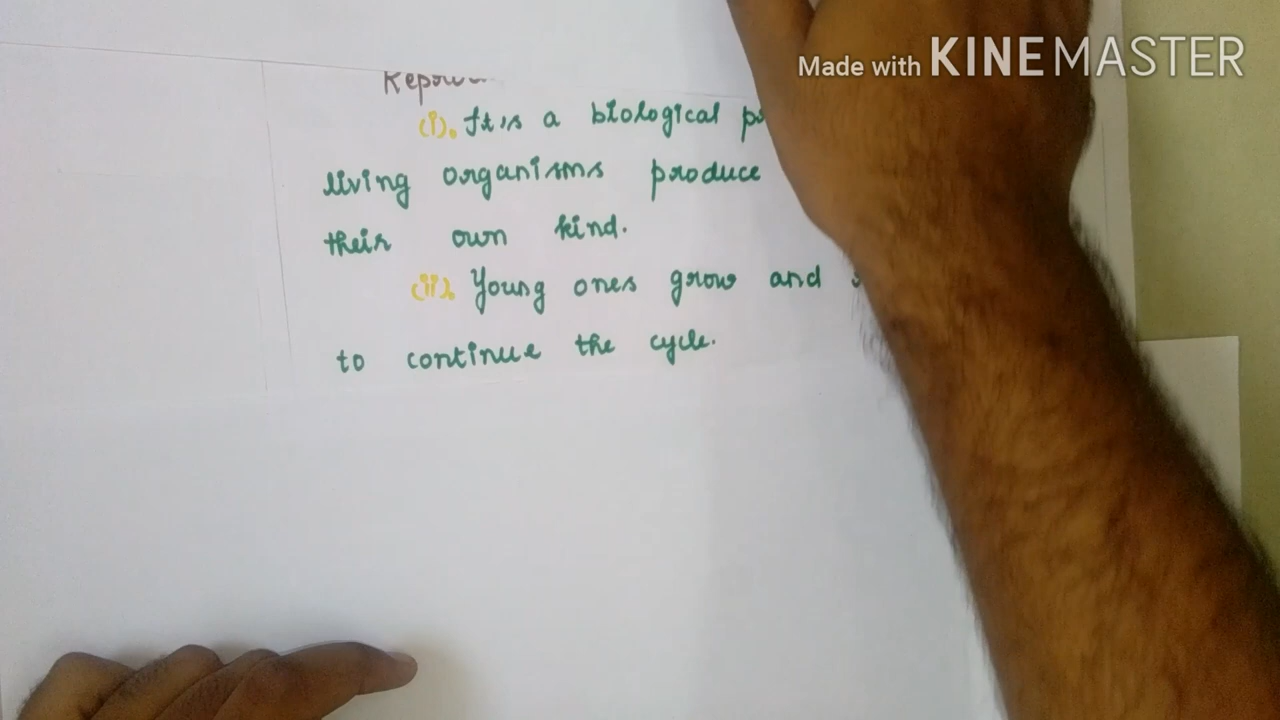 Made with KINEMASTER
(i). It is a biological
living organisms produce
their own kind.
(ii). Young ones grow and
to continue the cycle.